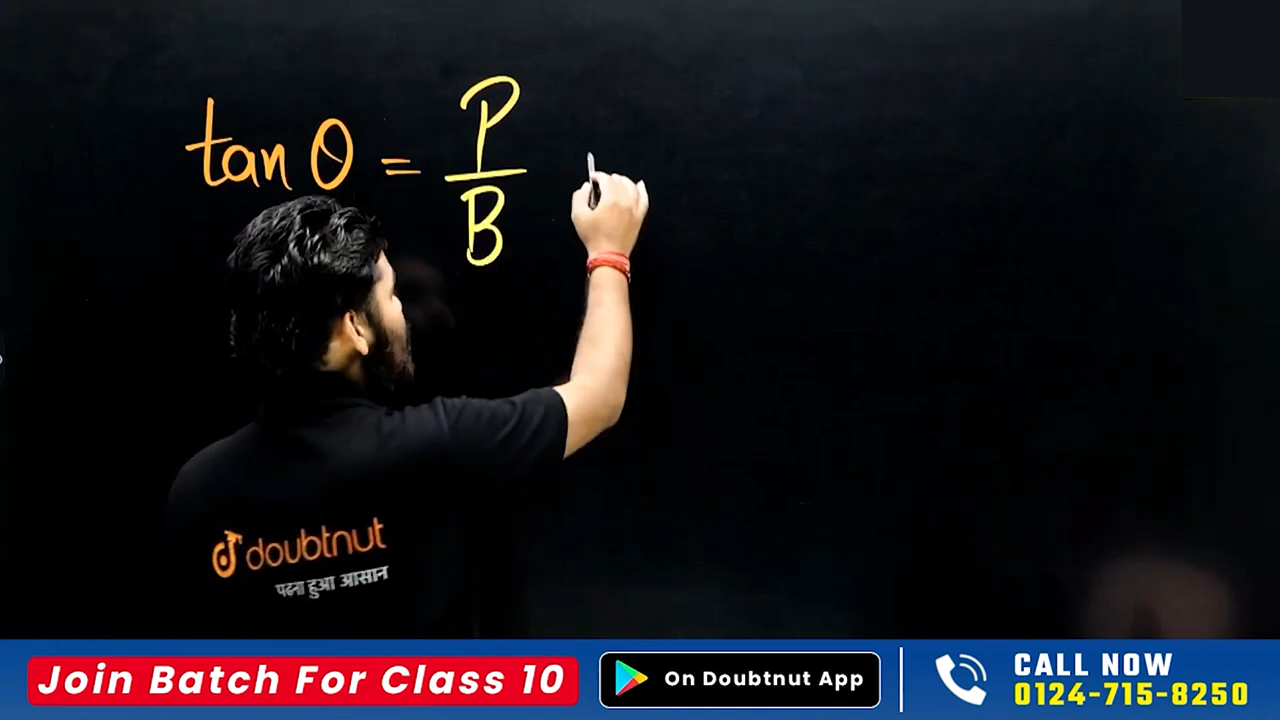 tan θ = P/B
doubtnut
पढ़ना हुआ आसान
Join Batch For Class 10
On Doubtnut App
CALL NOW
0124-715-8250